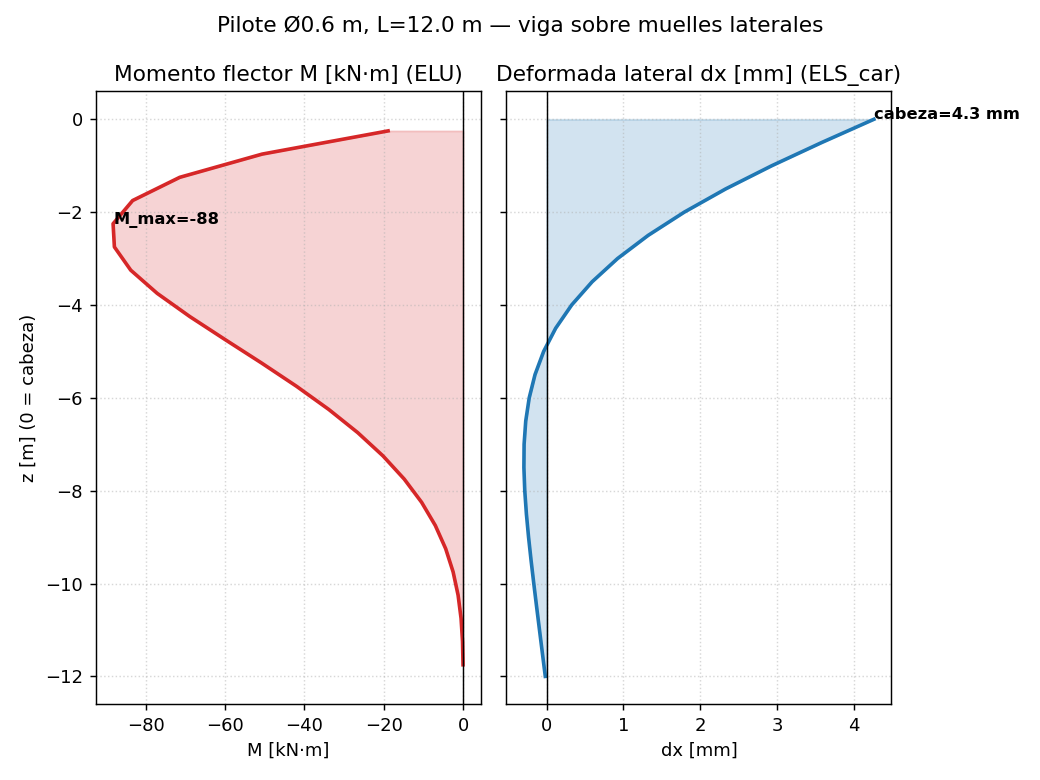 Pilote Ø0.6 m, L=12.0 m — viga sobre muelles laterales
Momento flector M [kN·m] (ELU)
Deformada lateral dx [mm] (ELS_car)
cabeza=4.3 mm
M_max=-88
z [m] (0 = cabeza)
0
−2
−4
−6
−8
−10
−12
−80
−60
−40
−20
0
M [kN·m]
0
1
2
3
4
dx [mm]